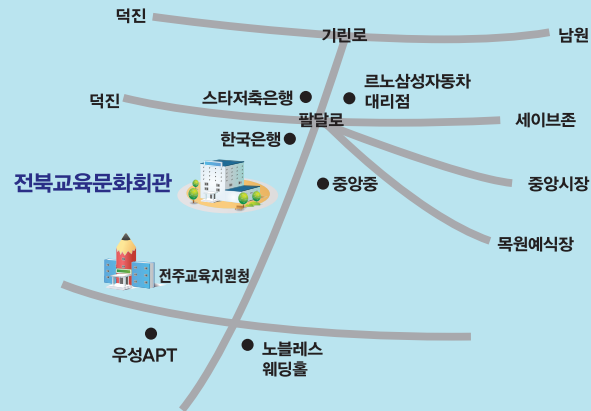 덕진
기린로
남원
르노삼성자동차
대리점
스타저축은행
덕진
팔달로
세이브존
한국은행
전북교육문화회관
중앙중
중앙시장
목원예식장
전주교육지원청
우성APT
노블레스
웨딩홀